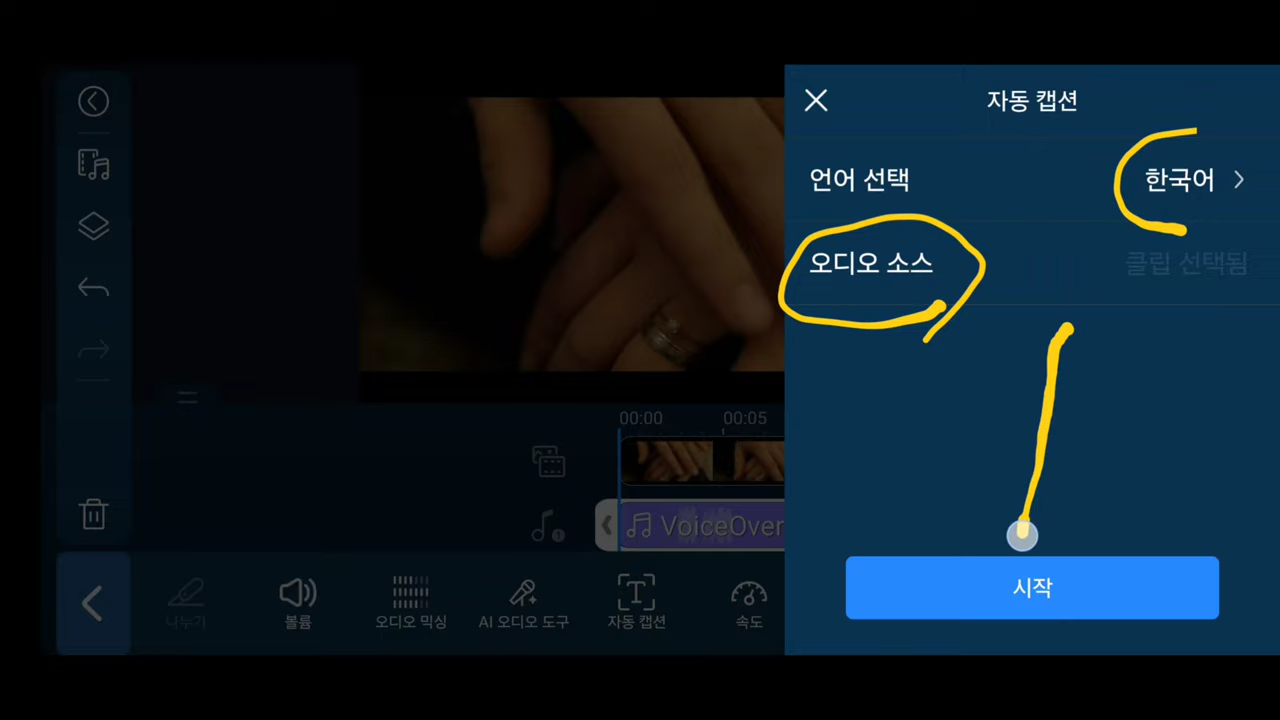 자동 캡션
언어 선택 한국어
오디오 소스 클립 선택됨
00:00 00:05
VoiceOver
1
나누기 볼륨 오디오 믹싱 AI 오디오 도구 자동 캡션 속도
시작